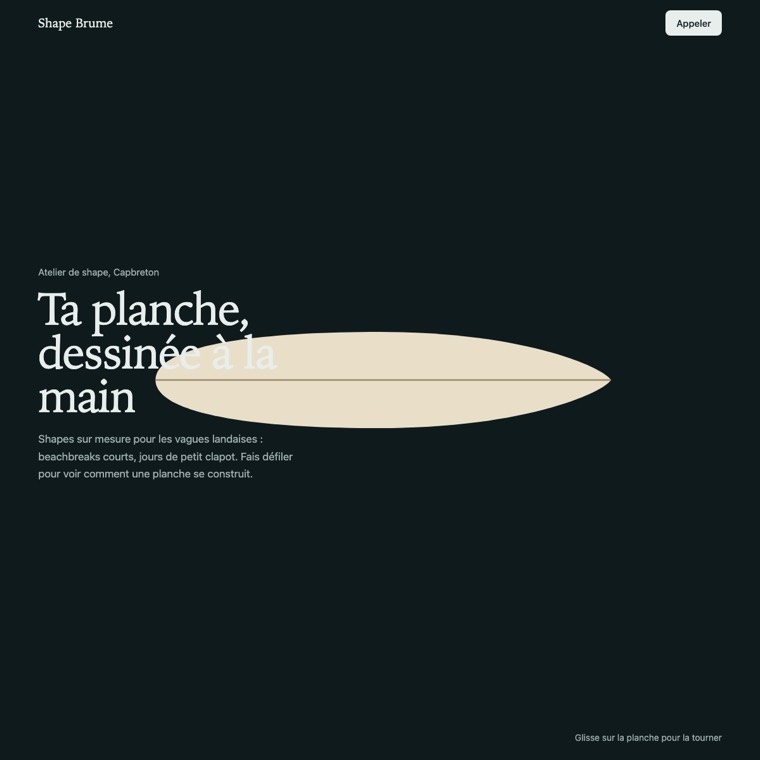 Shape Brume
Appeler
Atelier de shape, Capbreton
Ta planche,
dessinée à la
main
Shapes sur mesure pour les vagues landaises :
beachbreaks courts, jours de petit clapot. Fais défiler
pour voir comment une planche se construit.
Glisse sur la planche pour la tourner